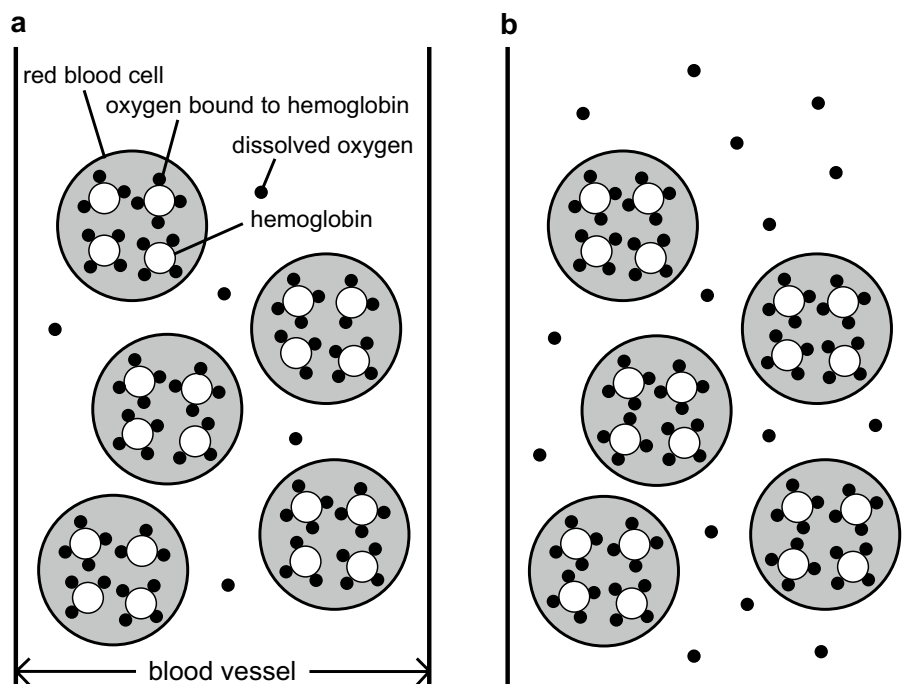 a
b
red blood cell
oxygen bound to hemoglobin
dissolved oxygen
hemoglobin
blood vessel